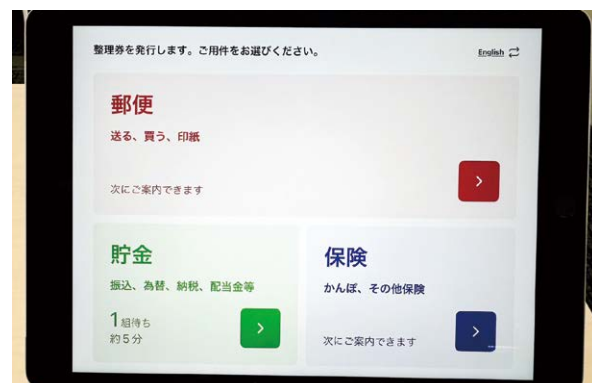 整理券を発行します。ご用件をお選びください。
English
郵便
送る、買う、印紙
次にご案内できます
貯金
振込、為替、納税、配当金等
1組待ち
約5分
保険
かんぽ、その他保険
次にご案内できます